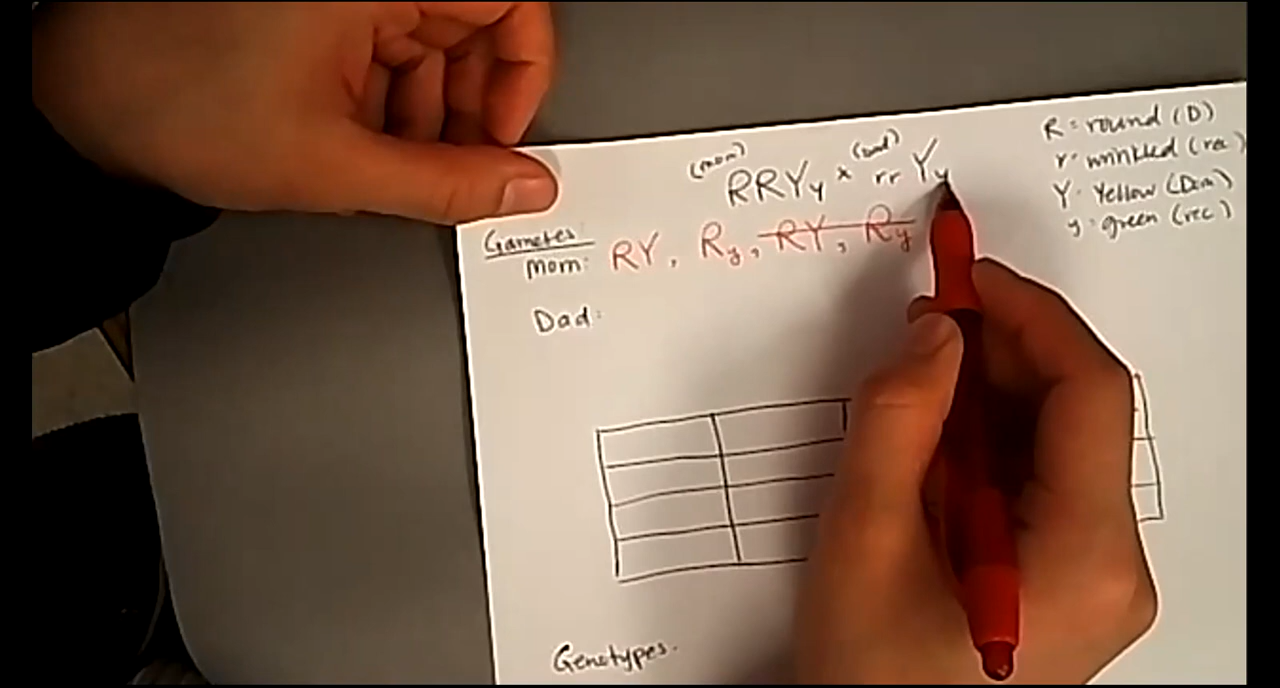 (mom) (dad)
RRYy × rr Yy
R = round (D)
r = wrinkled (rec)
Y = Yellow (Dom)
y = green (rec)
Gametes
Mom: RY, Ry, RY, Ry
Dad:
Genotypes.